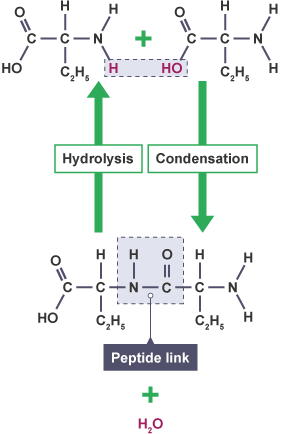 O H H O H H
C C N + C C N
HO C₂H₅ H HO C₂H₅ H
Hydrolysis Condensation
H H O H H
O C C N C C N
HO C₂H₅ C₂H₅ H
Peptide link
+
H₂O